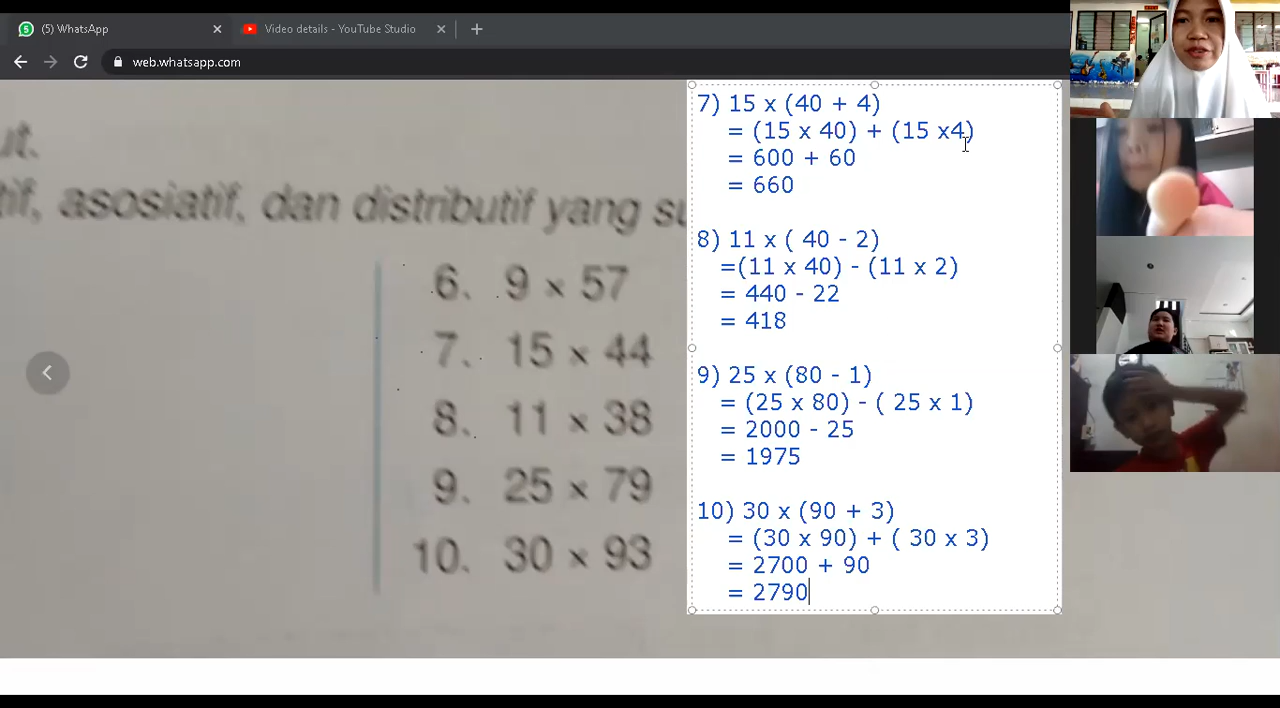 (5) WhatsApp
Video details - YouTube Studio
web.whatsapp.com
ut.
tif, asosiatif, dan distributif yang su
6. 9 × 57
7. 15 × 44
8. 11 × 38
9. 25 × 79
10. 30 × 93
7) 15 x (40 + 4)
= (15 x 40) + (15 x4)
= 600 + 60
= 660
8) 11 x ( 40 - 2)
=(11 x 40) - (11 x 2)
= 440 - 22
= 418
9) 25 x (80 - 1)
= (25 x 80) - ( 25 x 1)
= 2000 - 25
= 1975
10) 30 x (90 + 3)
= (30 x 90) + ( 30 x 3)
= 2700 + 90
= 2790